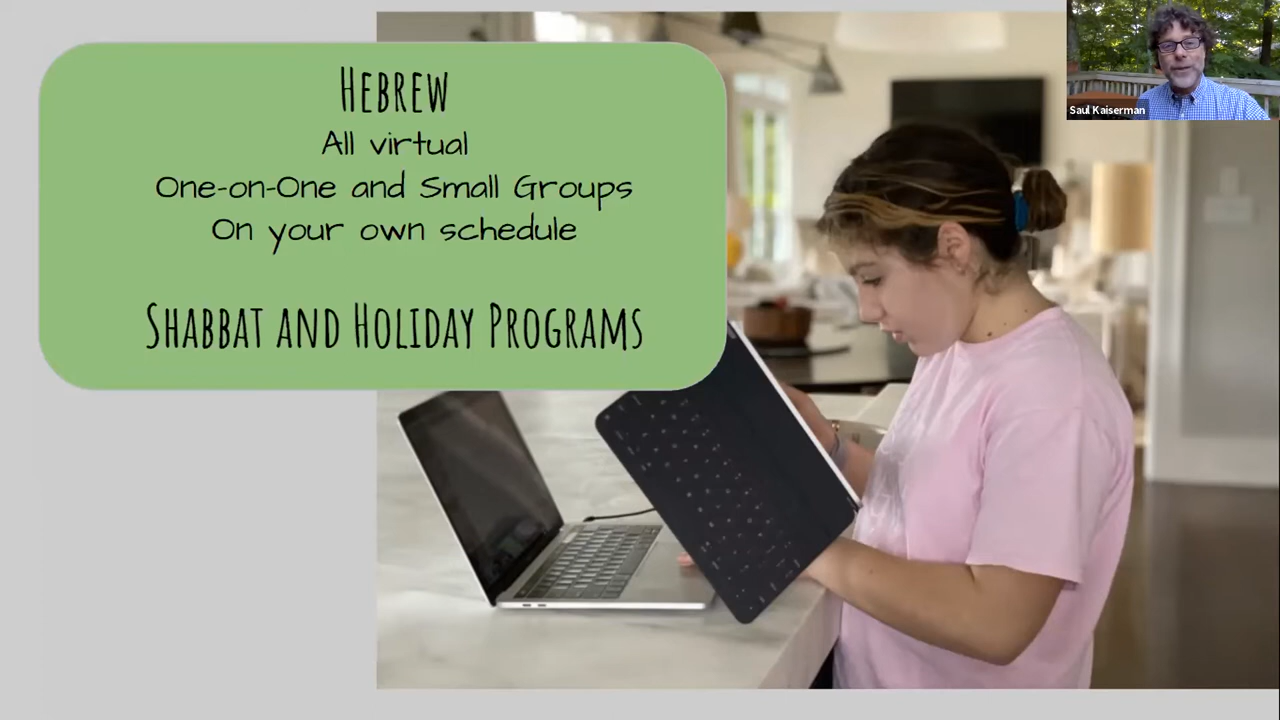 Hebrew
All virtual
One-on-One and Small Groups
On your own schedule
Shabbat and Holiday Programs
Saul Kaiserman